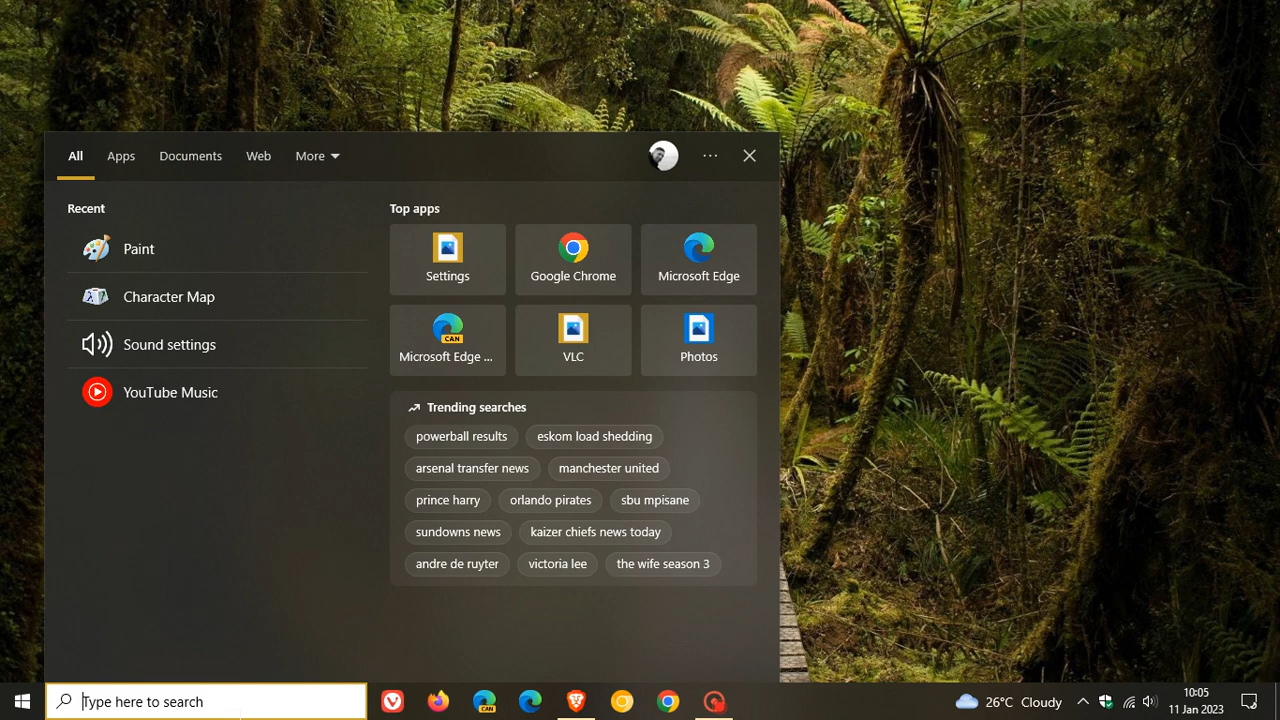 All Apps Documents Web More
Recent
Paint
Character Map
Sound settings
YouTube Music
Top apps
Settings Google Chrome Microsoft Edge
CAN
Microsoft Edge ... VLC Photos
Trending searches
powerball results eskom load shedding
arsenal transfer news manchester united
prince harry orlando pirates sbu mpisane
sundowns news kaizer chiefs news today
andre de ruyter victoria lee the wife season 3
Type here to search
CAN
26°C Cloudy
10:05
11 Jan 2023